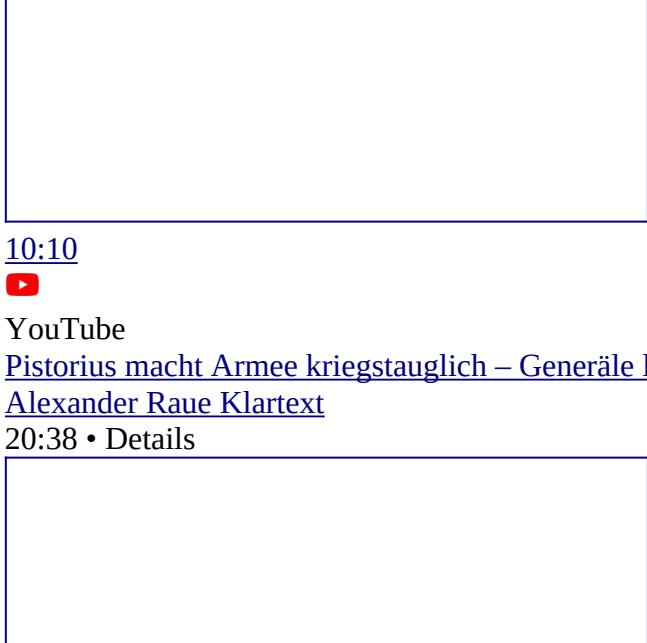 10:10
YouTube
Pistorius macht Armee kriegstauglich – Generäle
Alexander Raue Klartext
20:38 • Details